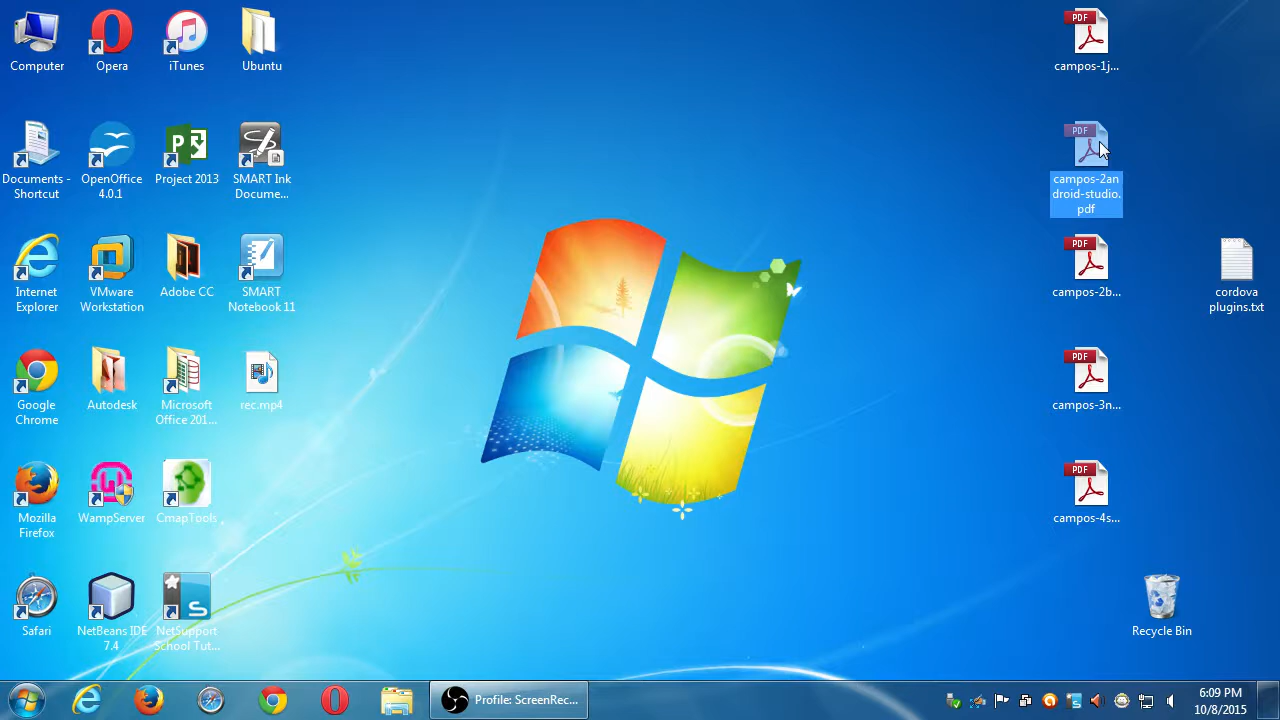 Computer
Opera
iTunes
Ubuntu
PDF
campos-1j...
Documents -
Shortcut
OpenOffice
4.0.1
P
Project 2013
SMART Ink
Docume...
PDF
campos-2an
droid-studio.
pdf
Internet
Explorer
VMware
Workstation
Adobe CC
SMART
Notebook 11
PDF
campos-2b...
cordova
plugins.txt
Google
Chrome
Autodesk
Microsoft
Office 201...
rec.mp4
PDF
campos-3n...
Mozilla
Firefox
WampServer
CmapTools
PDF
campos-4s...
Safari
NetBeans IDE
7.4
S
NetSupport
School Tut...
Recycle Bin
Profile: ScreenRec...
6:09 PM
10/8/2015